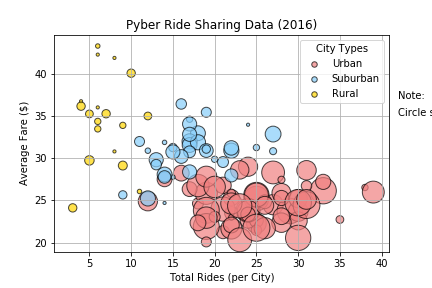 Pyber Ride Sharing Data (2016)
Average Fare ($)
40
35
30
25
20
City Types
Urban
Suburban
Rural
Note:
Circle s
5 10 15 20 25 30 35 40
Total Rides (per City)